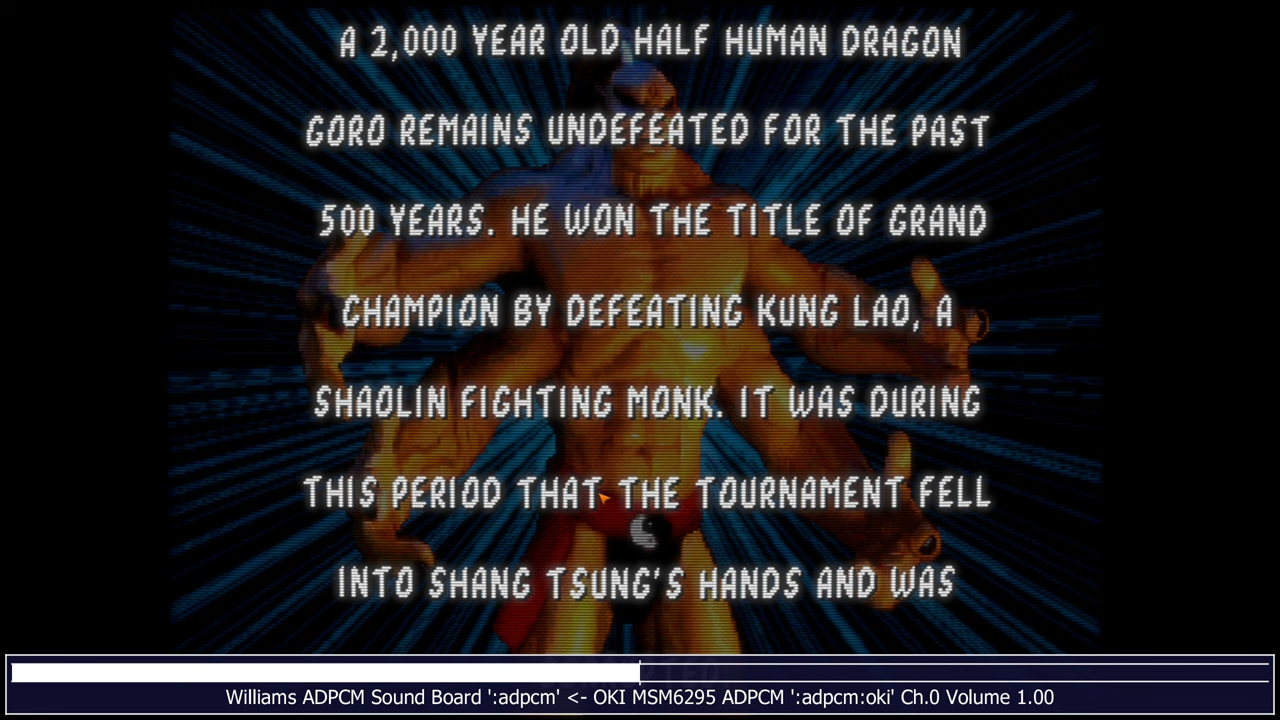 A 2,000 YEAR OLD HALF HUMAN DRAGON
GORO REMAINS UNDEFEATED FOR THE PAST
500 YEARS. HE WON THE TITLE OF GRAND
CHAMPION BY DEFEATING KUNG LAO, A
SHAOLIN FIGHTING MONK. IT WAS DURING
THIS PERIOD THAT THE TOURNAMENT FELL
INTO SHANG TSUNG'S HANDS AND WAS
Williams ADPCM Sound Board ':adpcm' <- OKI MSM6295 ADPCM ':adpcm:oki' Ch.0 Volume 1.00